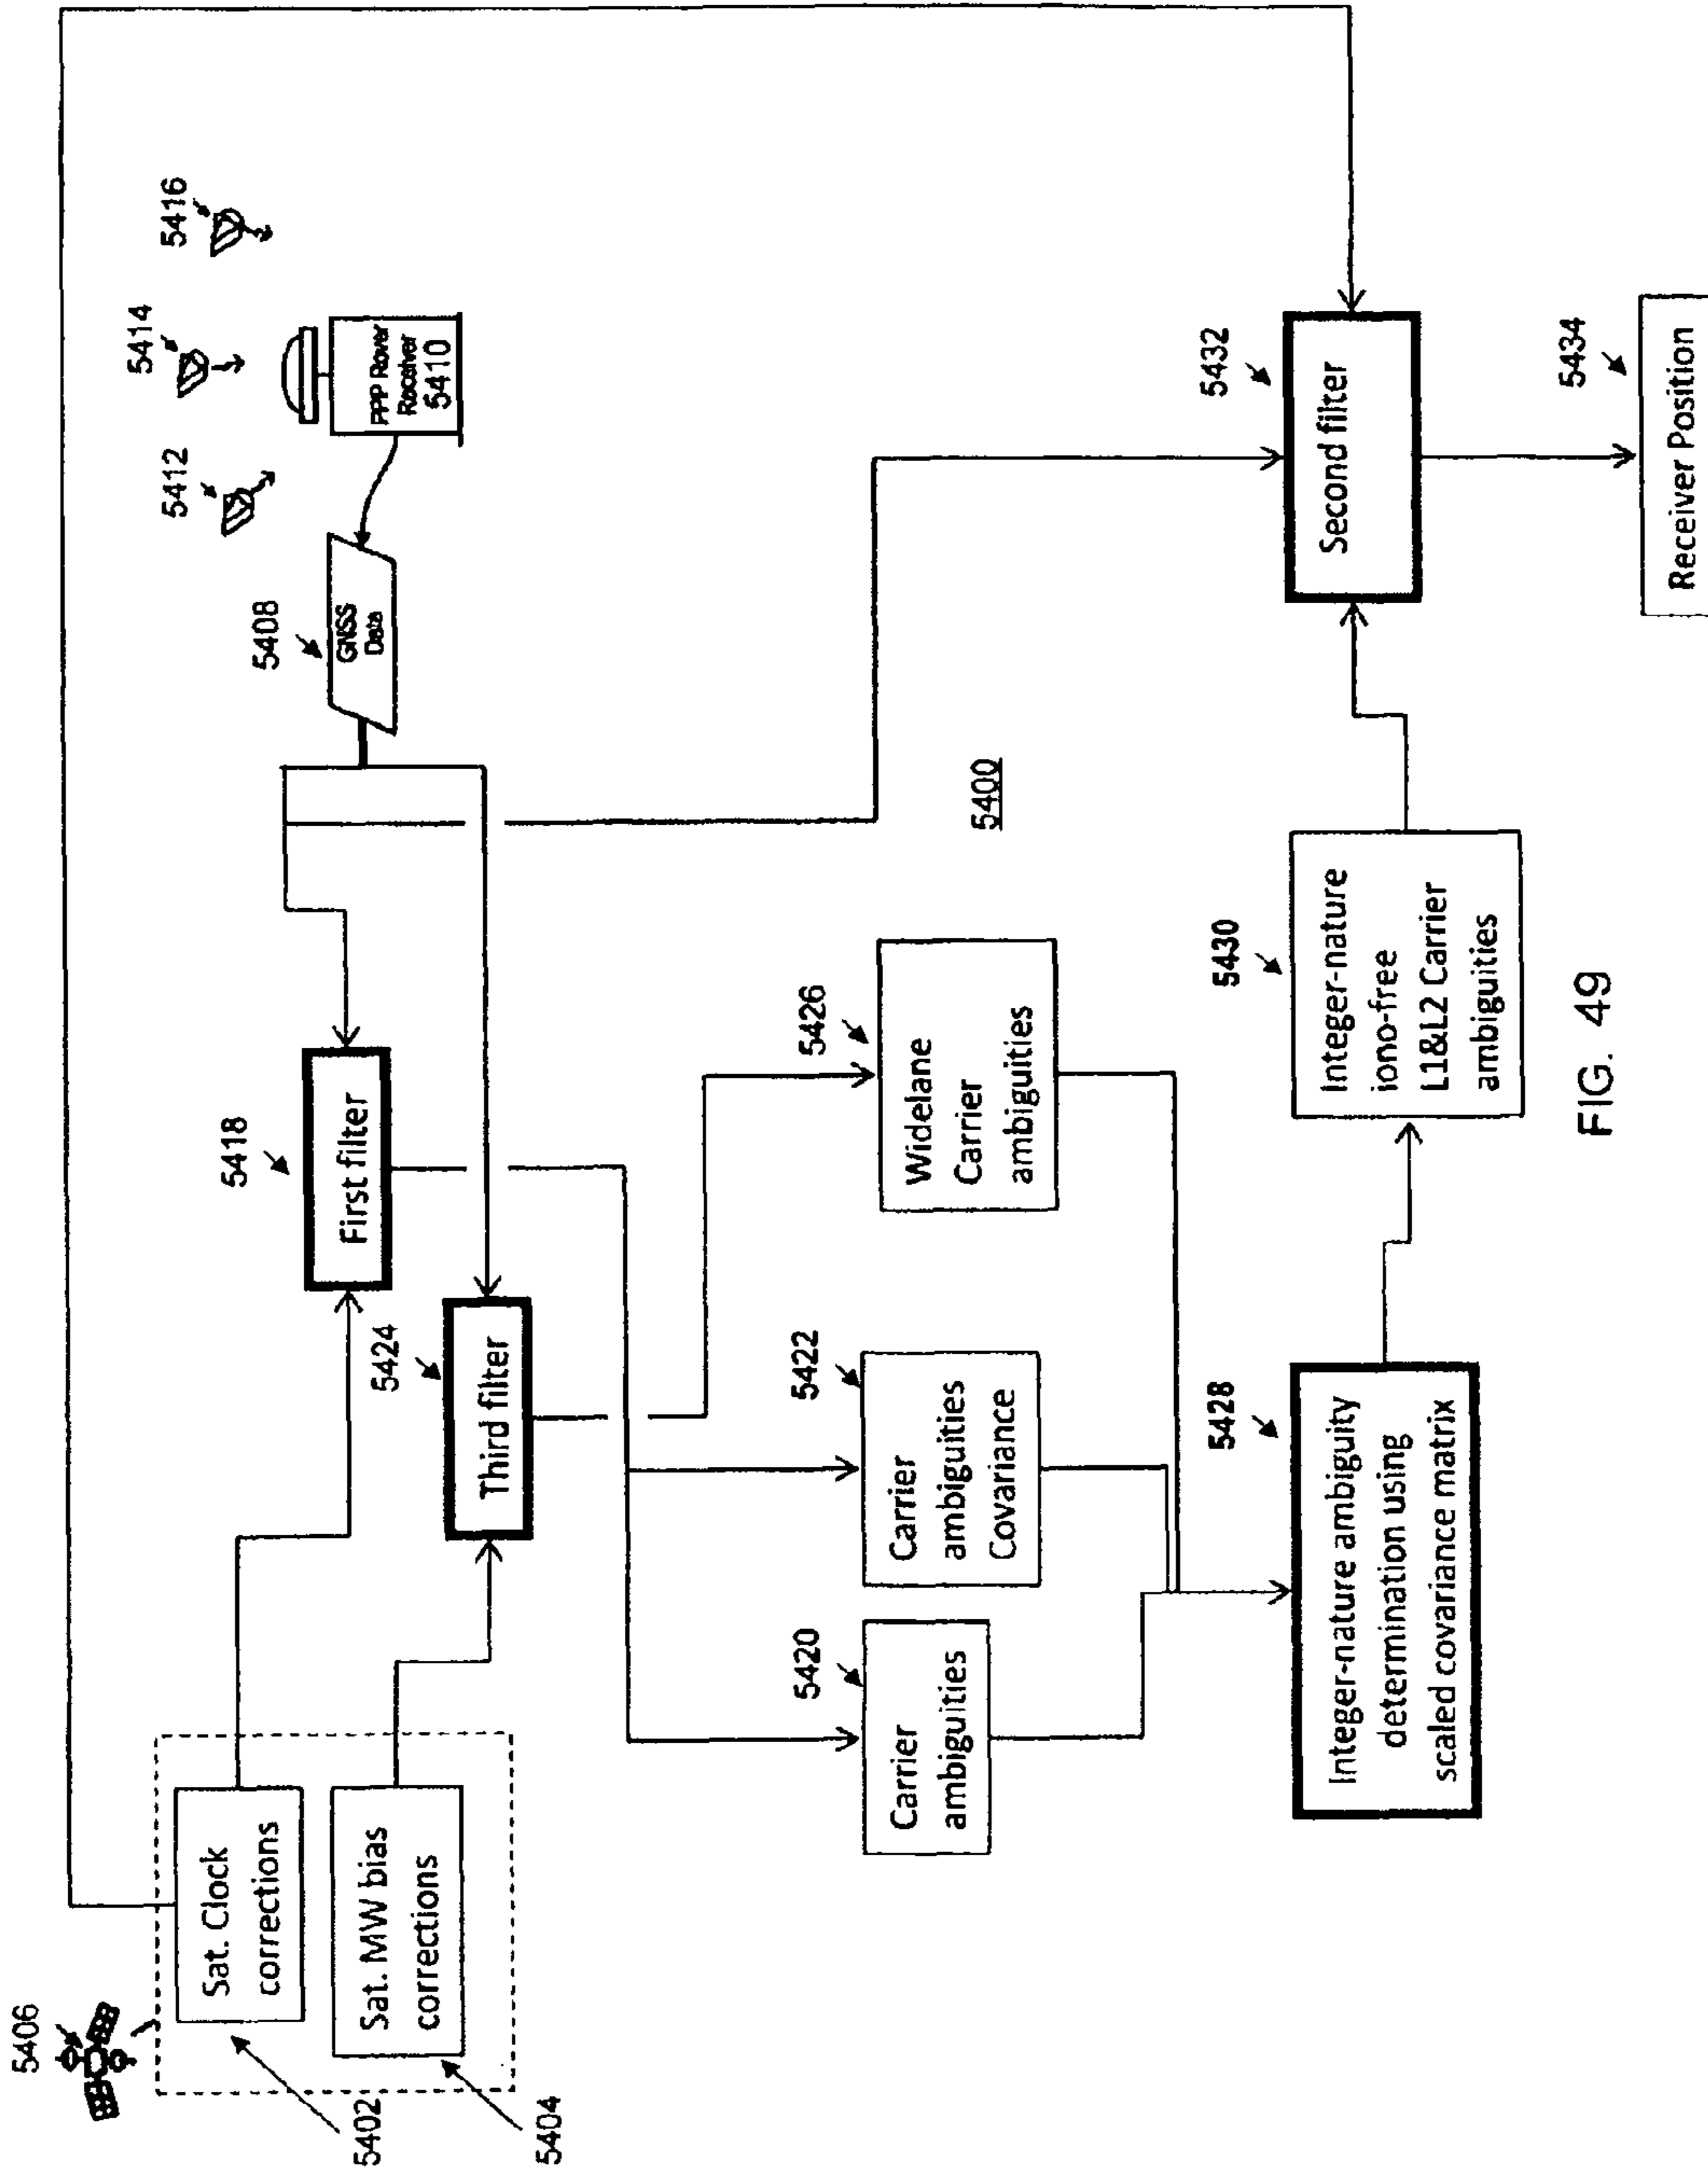 5406
5402
5404
Sat. Clock
corrections
Sat. MW bias
corrections
5418
First filter
5424
Third filter
5408
GNSS
Data
5412
5414
5416
PPP Rover
Receiver
5410
5420
Carrier
ambiguities
5422
Carrier
ambiguities
Covariance
5426
Widelane
Carrier
ambiguities
5400
5428
Integer-nature ambiguity
determination using
scaled covariance matrix
5430
Integer-nature
iono-free
L1&L2 Carrier
ambiguities
5432
Second filter
5434
Receiver Position
FIG. 49